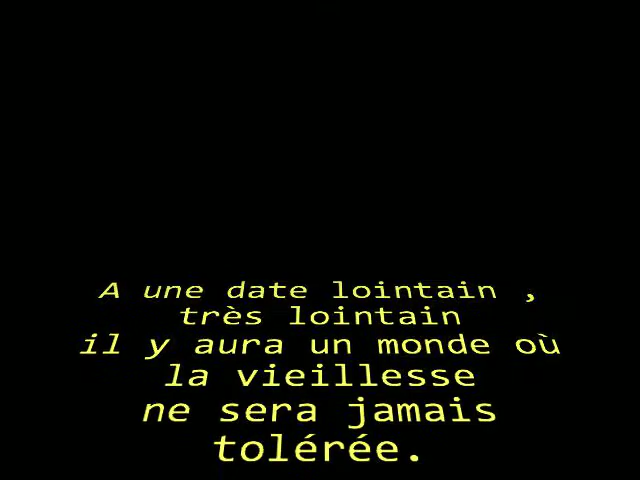 A une date lointain ,
très lointain
il y aura un monde où
la vieillesse
ne sera jamais
tolérée.